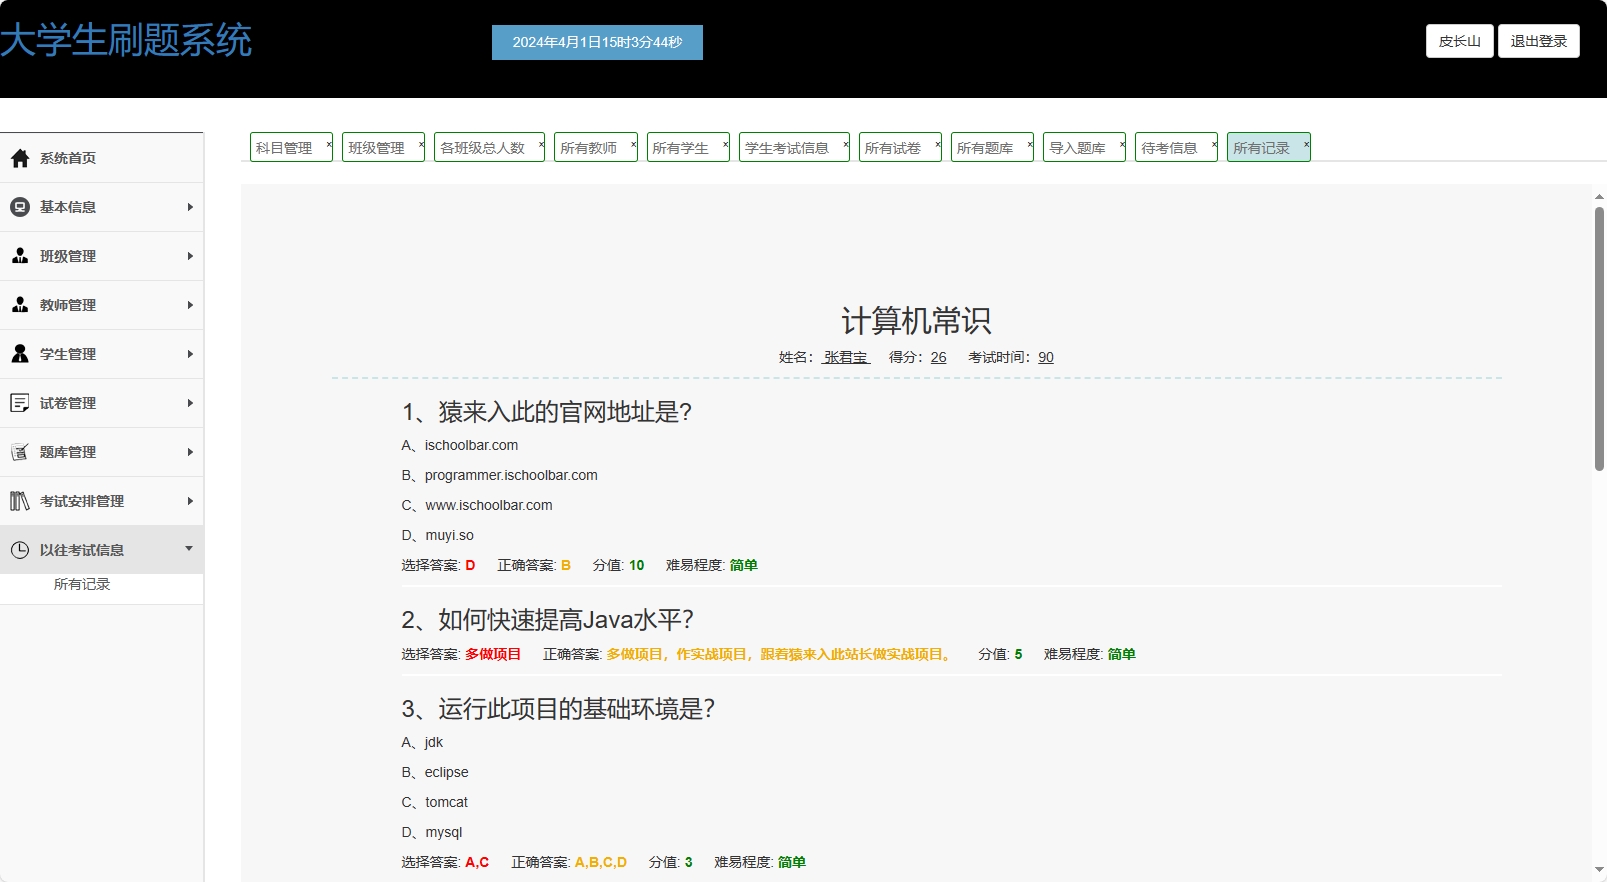 大学生刷题系统
2024年4月1日15时3分44秒
皮长山 退出登录
科目管理 × 班级管理 × 各班级总人数 × 所有教师 × 所有学生 × 学生考试信息 × 所有试卷 × 所有题库 × 导入题库 × 待考信息 × 所有记录 ×
系统首页
基本信息
班级管理
教师管理
学生管理
试卷管理
题库管理
考试安排管理
以往考试信息
所有记录
计算机常识
姓名： 张君宝 得分：26 考试时间：90
1、猿来入此的官网地址是?
A、ischoolbar.com
B、programmer.ischoolbar.com
C、www.ischoolbar.com
D、muyi.so
选择答案: D 正确答案: B 分值: 10 难易程度: 简单
2、如何快速提高Java水平?
选择答案: 多做项目 正确答案: 多做项目，作实战项目，跟着猿来入此站长做实战项目。 分值: 5 难易程度: 简单
3、运行此项目的基础环境是?
A、jdk
B、eclipse
C、tomcat
D、mysql
选择答案: A,C 正确答案: A,B,C,D 分值: 3 难易程度: 简单